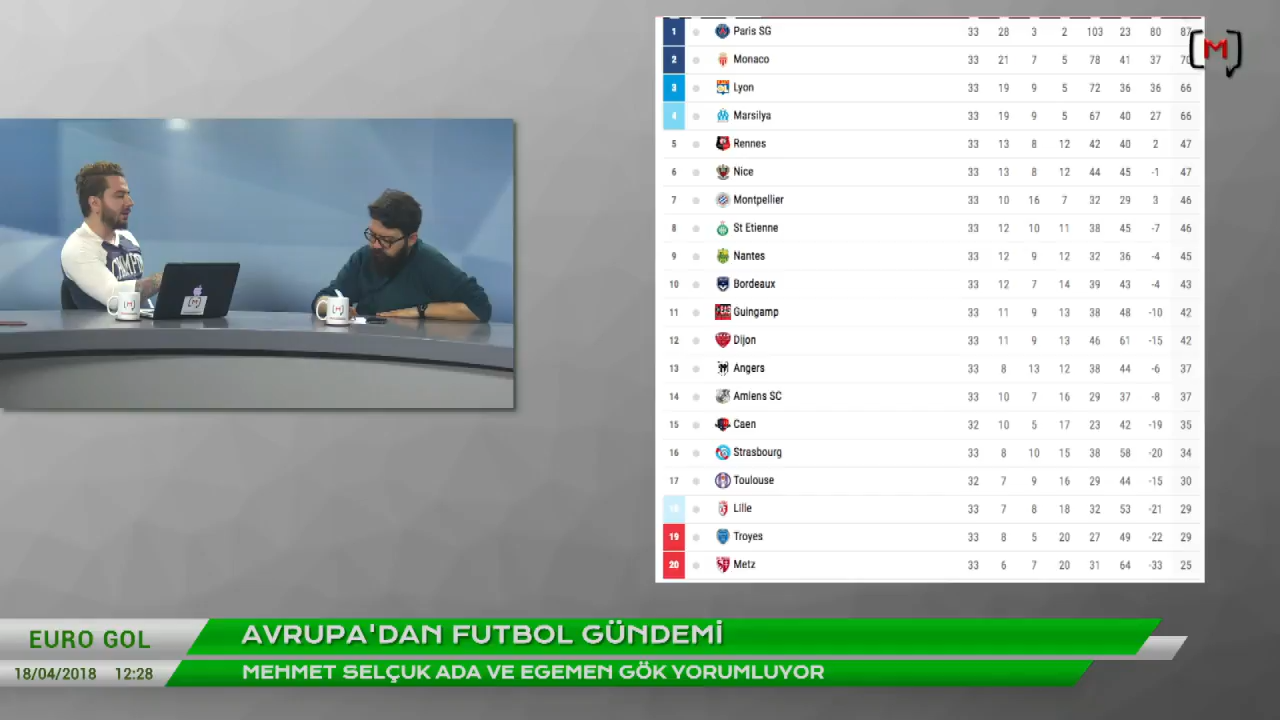 1 Paris SG 33 28 3 2 103 23 80 87
2 Monaco 33 21 7 5 78 41 37 70
3 Lyon 33 19 9 5 72 36 36 66
4 Marsilya 33 19 9 5 67 40 27 66
5 Rennes 33 13 8 12 42 40 2 47
6 Nice 33 13 8 12 44 45 -1 47
7 Montpellier 33 10 16 7 32 29 3 46
8 St Etienne 33 12 10 11 38 45 -7 46
9 Nantes 33 12 9 12 32 36 -4 45
10 Bordeaux 33 12 7 14 39 43 -4 43
11 Guingamp 33 11 9 13 38 48 -10 42
12 Dijon 33 11 9 13 46 61 -15 42
13 Angers 33 8 13 12 38 44 -6 37
14 Amiens SC 33 10 7 16 29 37 -8 37
15 Caen 32 10 5 17 23 42 -19 35
16 Strasbourg 33 8 10 15 38 58 -20 34
17 Toulouse 32 7 9 16 29 44 -15 30
18 Lille 33 7 8 18 32 53 -21 29
19 Troyes 33 8 5 20 27 49 -22 29
20 Metz 33 6 7 20 31 64 -33 25
M
EURO GOL
AVRUPA'DAN FUTBOL GÜNDEMİ
18/04/2018 12:28
MEHMET SELÇUK ADA VE EGEMEN GÖK YORUMLUYOR